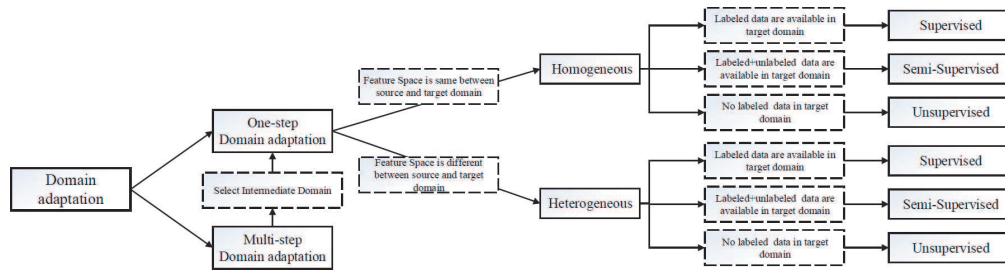 Domain
adaptation
One-step
Domain adaptation
Select Intermediate Domain
Multi-step
Domain adaptation
Feature Space is same between
source and target domain
Feature Space is different
between source and target
domain
Homogeneous
Labeled data are available in
target domain
Supervised
Labeled+unlabeled data are
available in target domain
Semi-Supervised
No labeled data in target
domain
Unsupervised
Heterogeneous
Labeled data are available in
target domain
Supervised
Labeled+unlabeled data are
available in target domain
Semi-Supervised
No labeled data in target
domain
Unsupervised